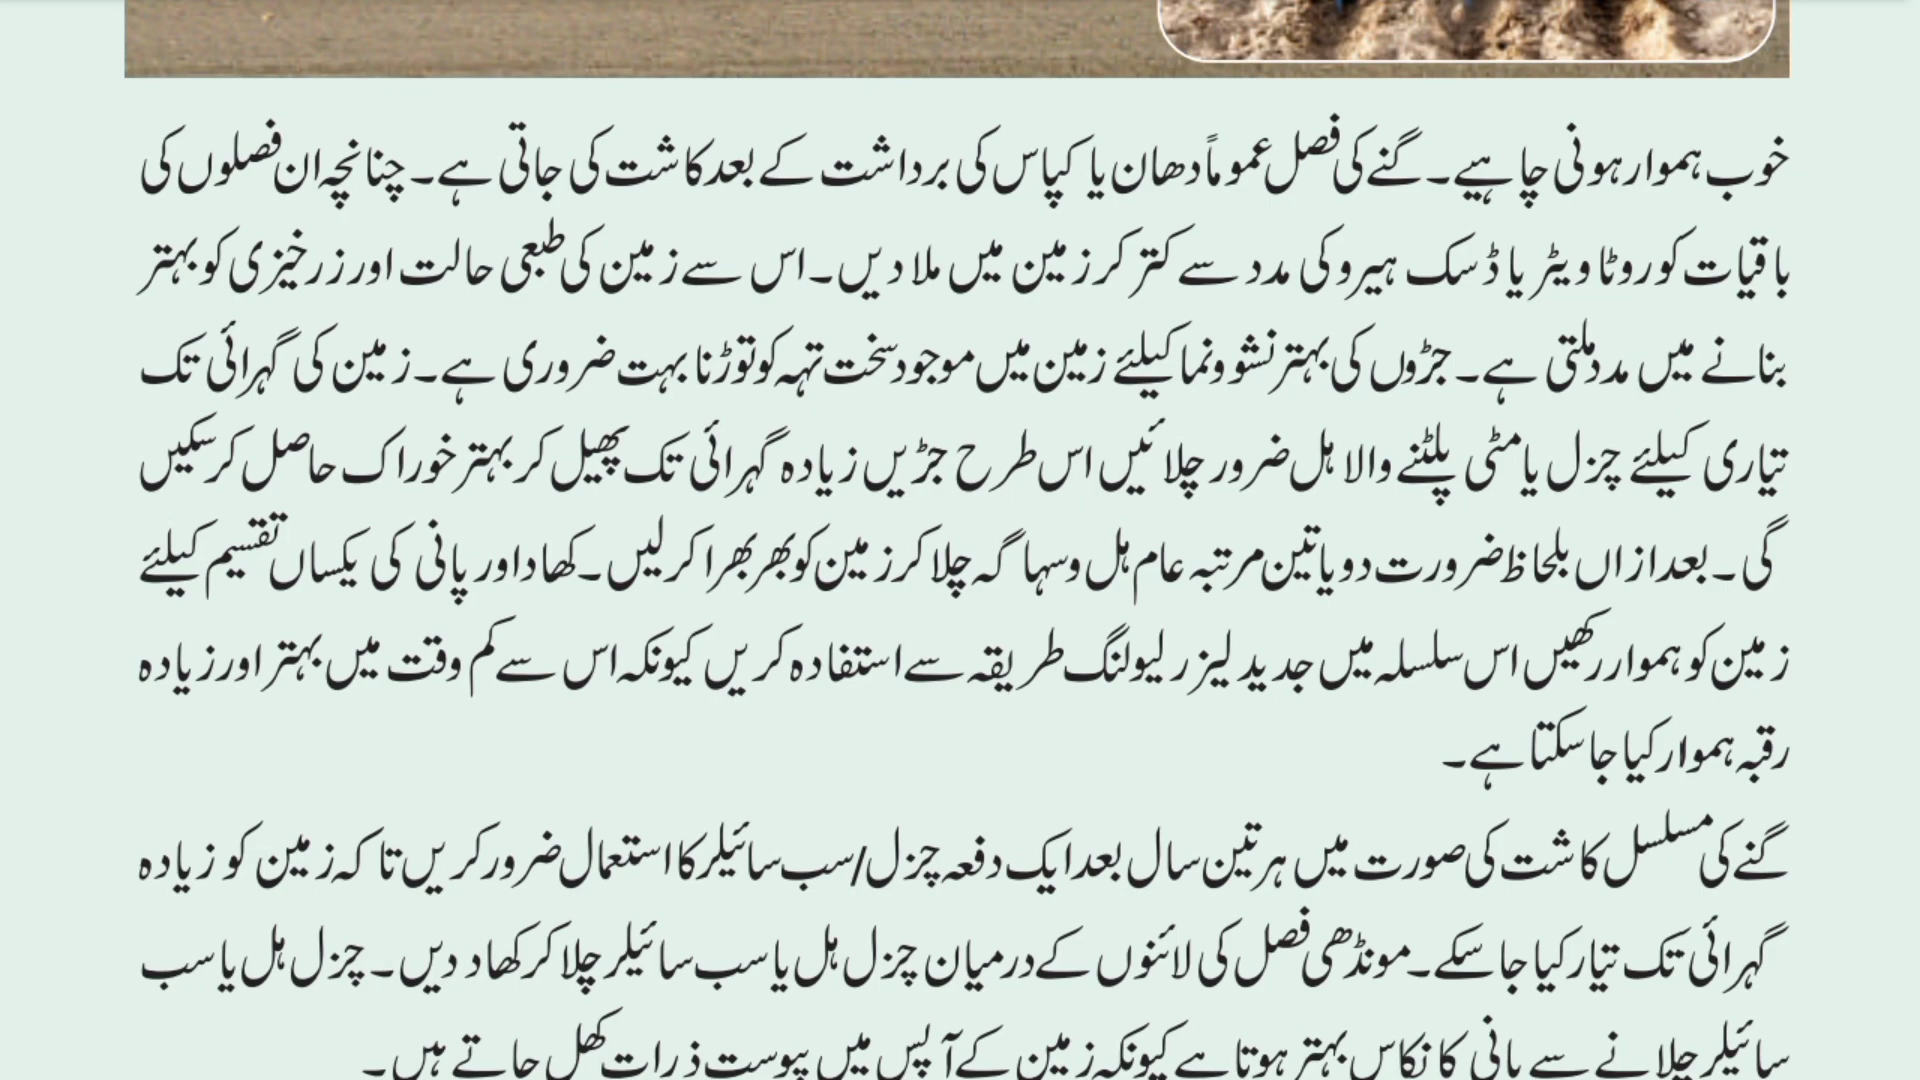 خوب ہموار ہونی چاہیے۔ گنے کی فصل عموماً دھان یا کپاس کی برداشت کے بعد کاشت کی جاتی ہے۔ چنانچہ ان فصلوں کی
باقیات کو روٹاویٹر یا ڈسک ہیرو کی مدد سے کتر کر زمین میں ملا دیں۔ اس سے زمین کی طبعی حالت اور زرخیزی کو بہتر
بنانے میں مدد ملتی ہے۔ جڑوں کی بہتر نشوونما کیلئے زمین میں موجود سخت تہہ کو توڑنا بہت ضروری ہے۔ زمین کی گہرائی تک
تیاری کیلئے چزل یا مٹی پلٹنے والا ہل ضرور چلائیں اس طرح جڑیں زیادہ گہرائی تک پھیل کر بہتر خوراک حاصل کر سکیں
گی۔ بعد ازاں بلحاظ ضرورت دو یا تین مرتبہ عام ہل و سہاگہ چلا کر زمین کو بھربھرا کر لیں۔ کھاد اور پانی کی یکساں تقسیم کیلئے
زمین کو ہموار رکھیں اس سلسلہ میں جدید لیزر لیولنگ طریقہ سے استفادہ کریں کیونکہ اس سے کم وقت میں بہتر اور زیادہ
رقبہ ہموار کیا جا سکتا ہے۔
گنے کی مسلسل کاشت کی صورت میں ہر تین سال بعد ایک دفعہ چزل/سب سائیلر کا استعمال ضرور کریں تا کہ زمین کو زیادہ
گہرائی تک تیار کیا جا سکے۔ مونڈھی فصل کی لائنوں کے درمیان چزل ہل یا سب سائیلر چلا کر کھاد دیں۔ چزل ہل یا سب
سائیلر چلانے سے پانی کا نکاس بہتر ہوتا ہے کیونکہ زمین کے آپس میں پیوست ذرات کھل جاتے ہیں۔